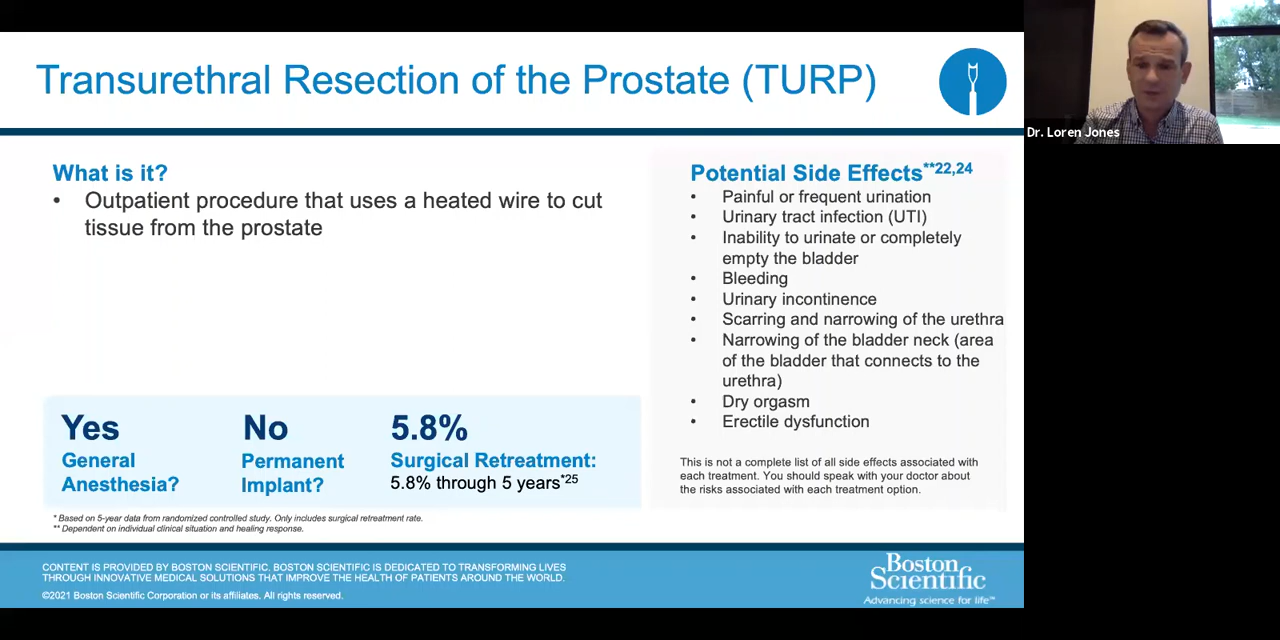 Transurethral Resection of the Prostate (TURP)
Dr. Loren Jones
What is it?
• Outpatient procedure that uses a heated wire to cut
tissue from the prostate
Potential Side Effects**22,24
• Painful or frequent urination
• Urinary tract infection (UTI)
• Inability to urinate or completely
empty the bladder
• Bleeding
• Urinary incontinence
• Scarring and narrowing of the urethra
• Narrowing of the bladder neck (area
of the bladder that connects to the
urethra)
• Dry orgasm
• Erectile dysfunction
This is not a complete list of all side effects associated with
each treatment. You should speak with your doctor about
the risks associated with each treatment option.
Yes
General
Anesthesia?
No
Permanent
Implant?
5.8%
Surgical Retreatment:
5.8% through 5 years*25
* Based on 5-year data from randomized controlled study. Only includes surgical retreatment rate.
** Dependent on individual clinical situation and healing response.
CONTENT IS PROVIDED BY BOSTON SCIENTIFIC. BOSTON SCIENTIFIC IS DEDICATED TO TRANSFORMING LIVES
THROUGH INNOVATIVE MEDICAL SOLUTIONS THAT IMPROVE THE HEALTH OF PATIENTS AROUND THE WORLD.
©2021 Boston Scientific Corporation or its affiliates. All rights reserved.
Boston
Scientific
Advancing science for life™